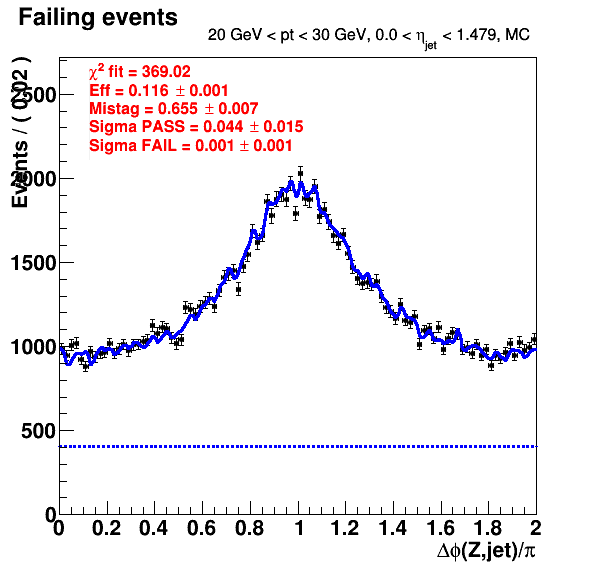 Failing events
20 GeV < pt < 30 GeV, 0.0 < ηjet < 1.479, MC
Events / ( 0.02 )
χ² fit = 369.02
Eff = 0.116 ± 0.001
Mistag = 0.655 ± 0.007
Sigma PASS = 0.044 ± 0.015
Sigma FAIL = 0.001 ± 0.001
2500
2000
1500
1000
500
0
0 0.2 0.4 0.6 0.8 1 1.2 1.4 1.6 1.8 2
Δϕ(Z,jet)/π